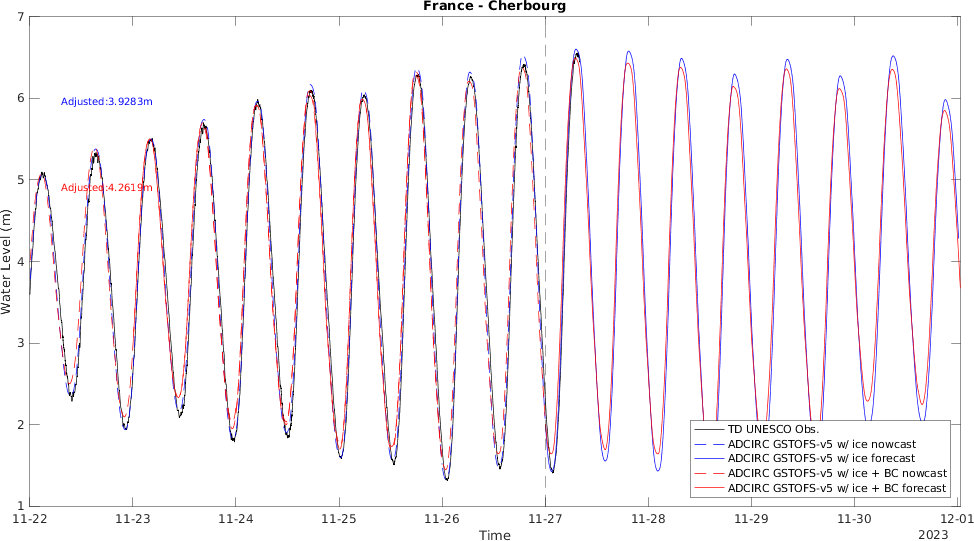 France - Cherbourg
7
6
5
4
3
2
1
Water Level (m)
Adjusted:3.9283m
Adjusted:4.2619m
TD UNESCO Obs.
ADCIRC GSTOFS-v5 w/ ice nowcast
ADCIRC GSTOFS-v5 w/ ice forecast
ADCIRC GSTOFS-v5 w/ ice + BC nowcast
ADCIRC GSTOFS-v5 w/ ice + BC forecast
11-22 11-23 11-24 11-25 11-26 11-27 11-28 11-29 11-30 12-01
Time
2023